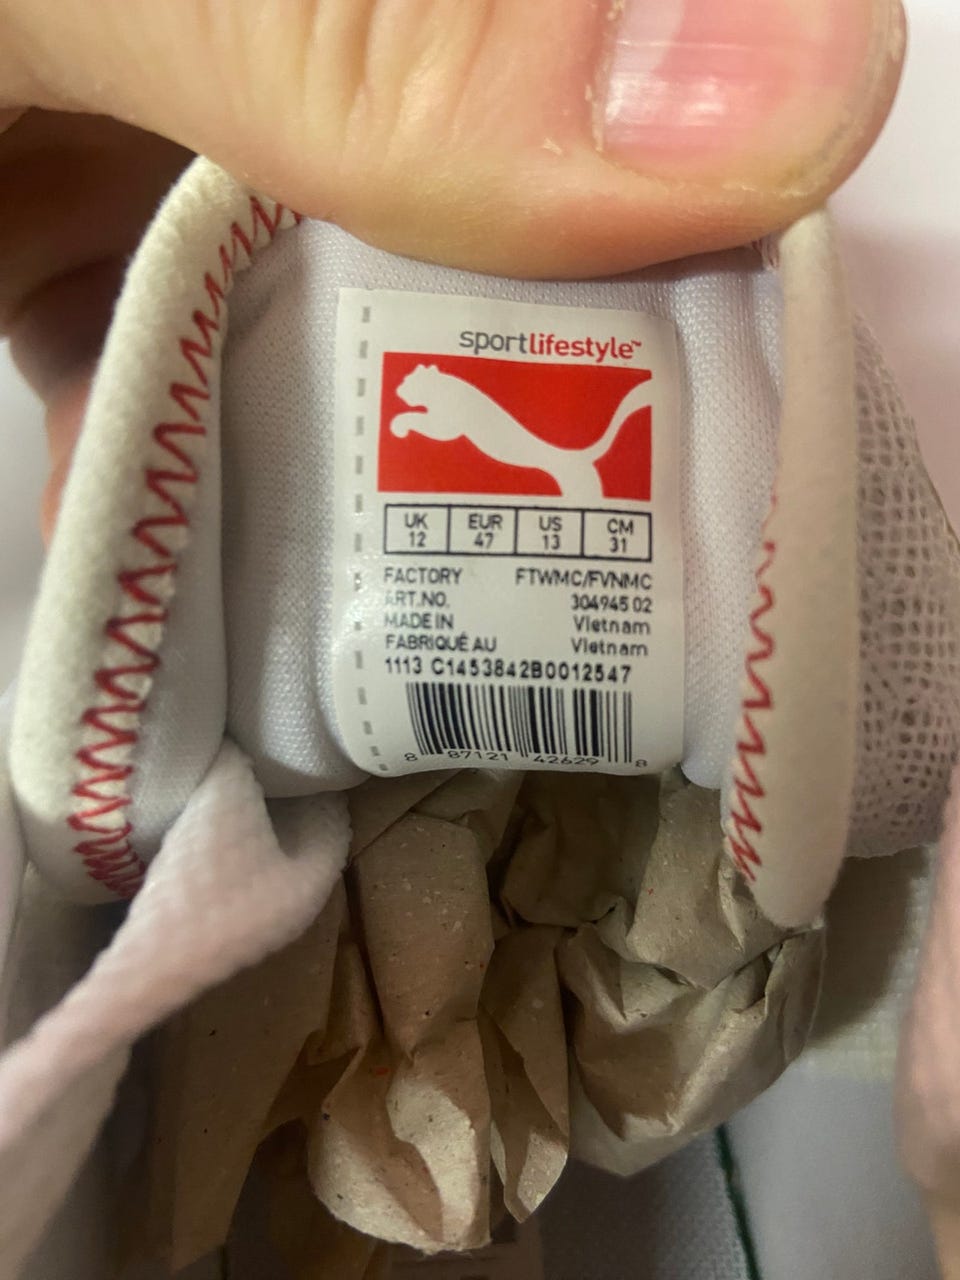 sportlifestyle™
UK EUR US CM
12 47 13 31
FACTORY FTWMC/FVNMC
ART.NO. 304945 02
MADE IN Vietnam
FABRIQUÉ AU Vietnam
1113 C1453842B0012547
8 87121 42629 8